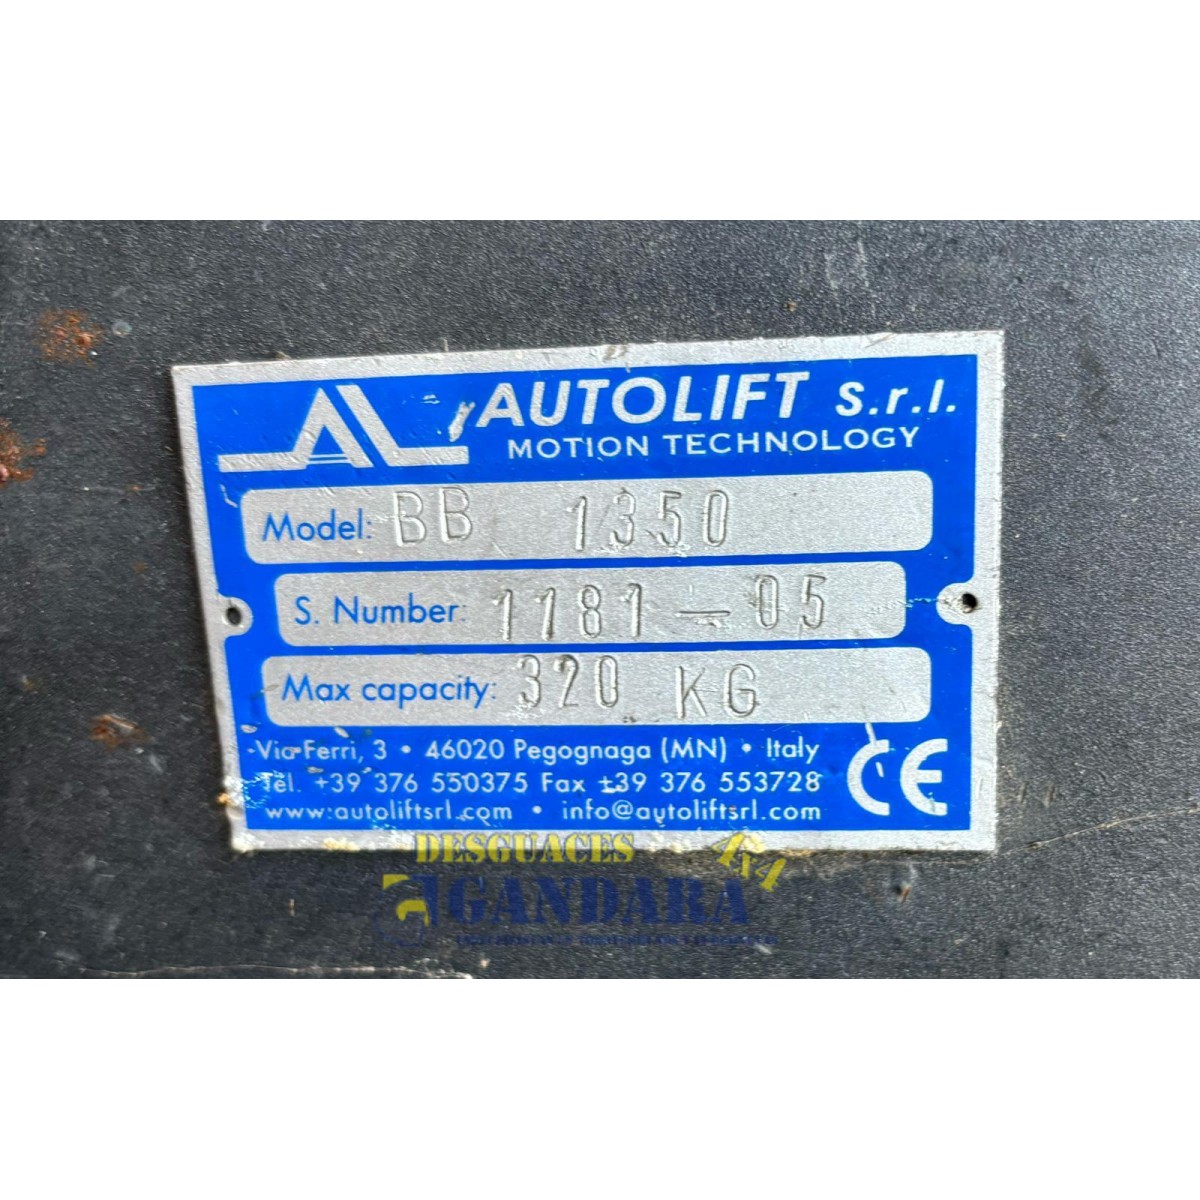 AL AUTOLIFT S.r.l.
MOTION TECHNOLOGY
Model: BB 1350
S. Number: 1181-05
Max capacity: 320 KG
Via Ferri, 3 • 46020 Pegognaga (MN) • Italy
Tel. +39 376 550375 Fax +39 376 553728
www.autoliftsrl.com • info@autoliftsrl.com
CE
DESGUACES
GANDARA 4x4